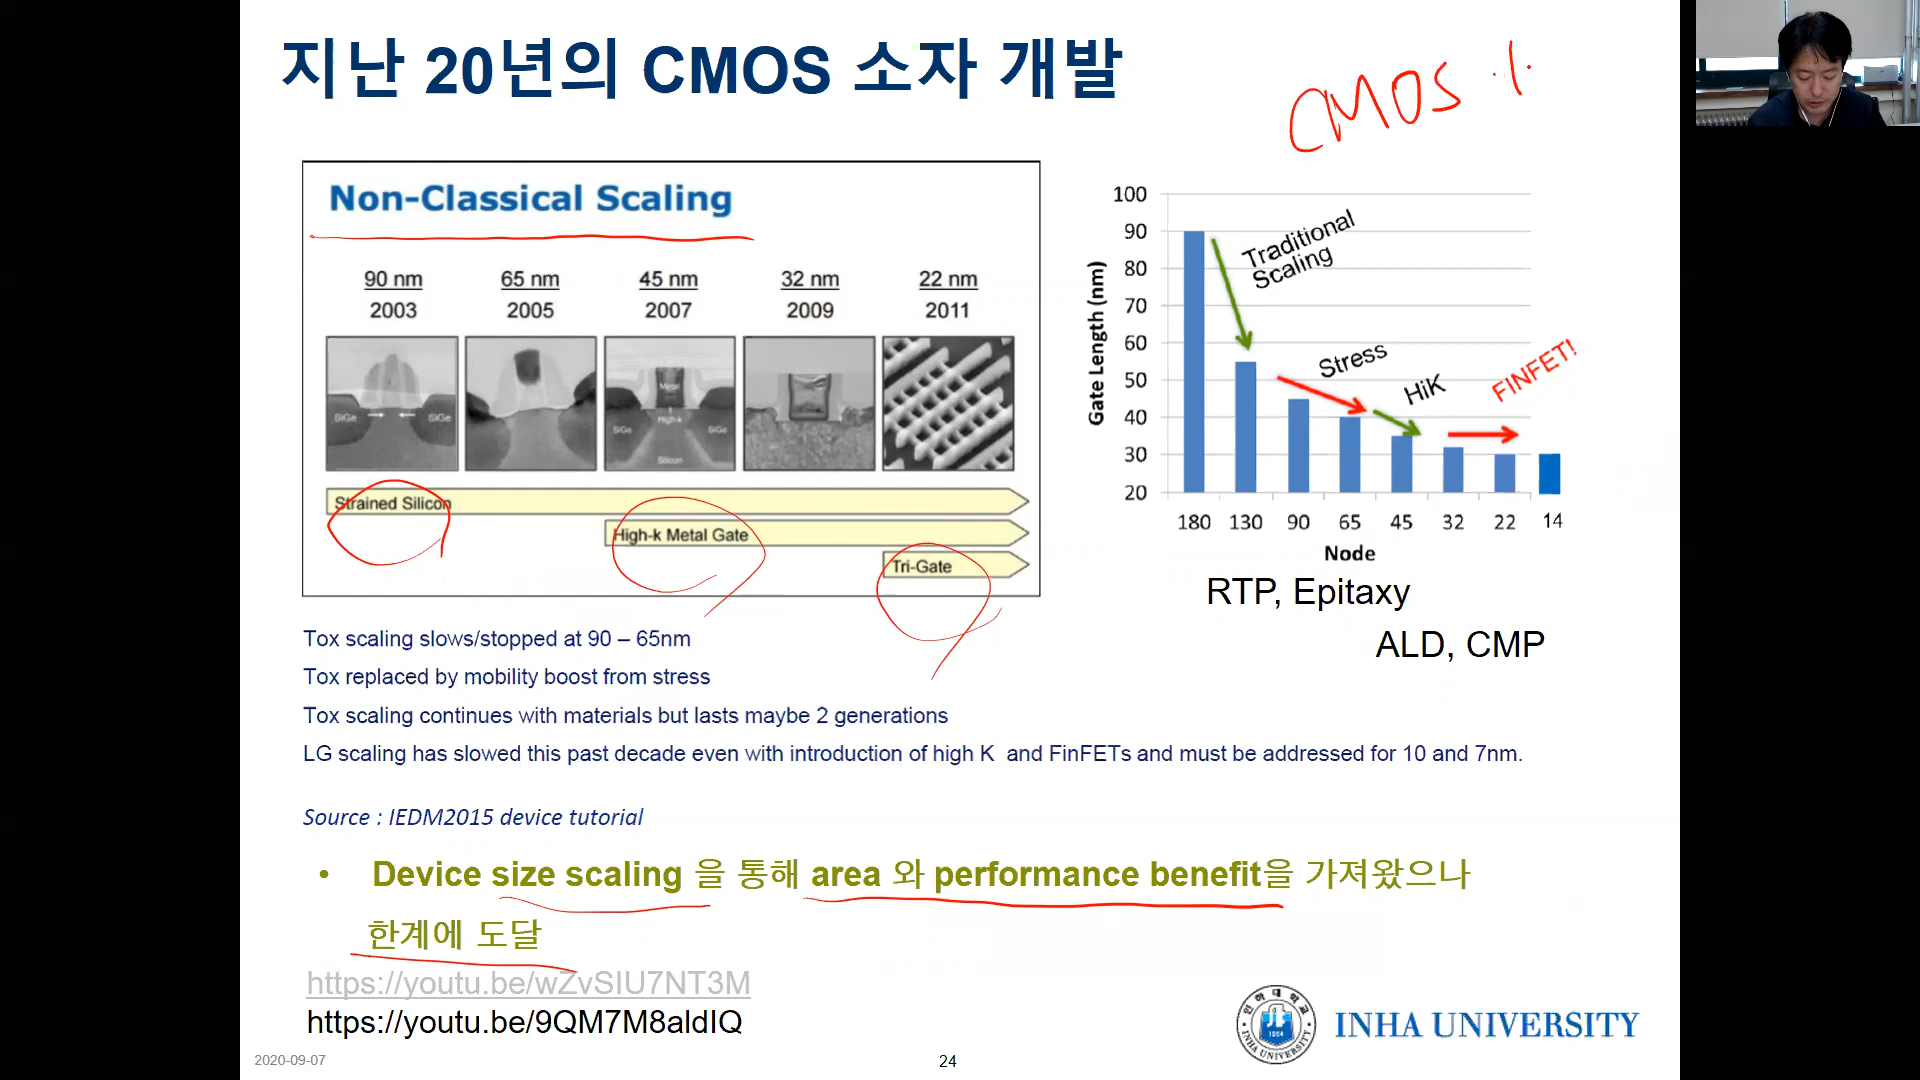 지난 20년의 CMOS 소자 개발
CMOS
Non-Classical Scaling
90 nm 65 nm 45 nm 32 nm 22 nm
2003 2005 2007 2009 2011
SiGe SiGe
Metal
High-k
SiGe SiGe
Silicon
Strained Silicon
High-k Metal Gate
Tri-Gate
Gate Length (nm)
100
90
80
70
60
50
40
30
20
Traditional
Scaling
Stress
HiK
FINFET!
180 130 90 65 45 32 22 14
Node
RTP, Epitaxy
ALD, CMP
Tox scaling slows/stopped at 90 – 65nm
Tox replaced by mobility boost from stress
Tox scaling continues with materials but lasts maybe 2 generations
LG scaling has slowed this past decade even with introduction of high K and FinFETs and must be addressed for 10 and 7nm.
Source : IEDM2015 device tutorial
• Device size scaling 을 통해 area 와 performance benefit을 가져왔으나
한계에 도달
https://youtu.be/wZvSIU7NT3M
https://youtu.be/9QM7M8aldIQ
인하대학교
1954
INHA UNIVERSITY
INHA UNIVERSITY
2020-09-07
24